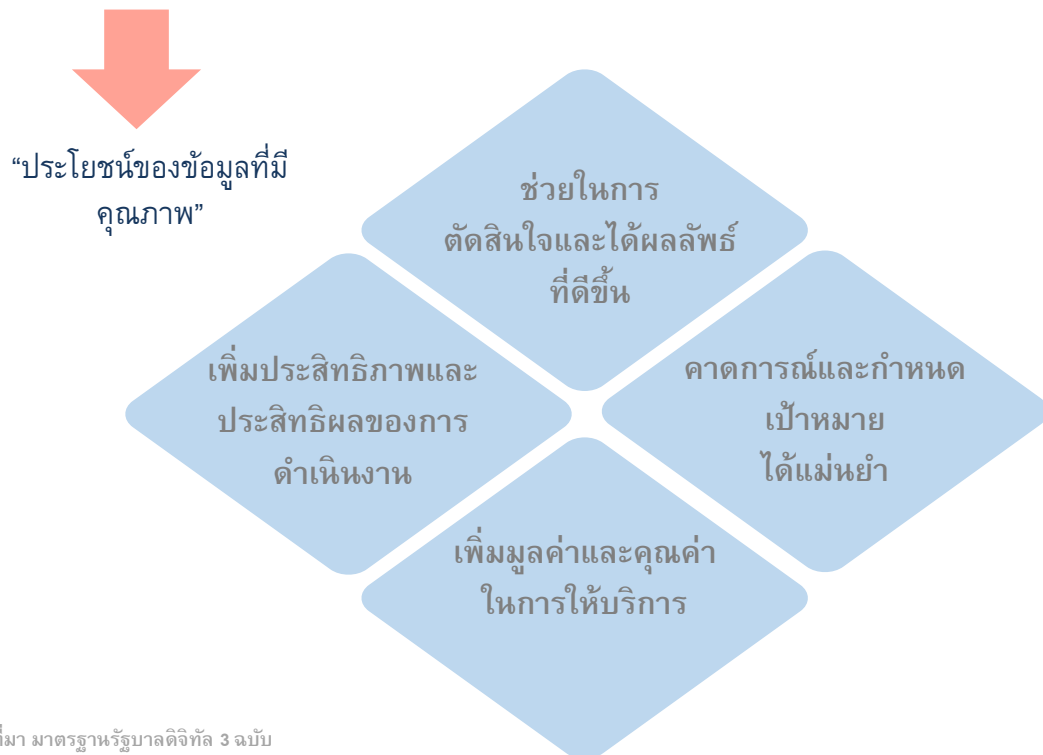 “ประโยชน์ของข้อมูลที่มี
คุณภาพ”
ช่วยในการ
ตัดสินใจและได้ผลลัพธ์
ที่ดีขึ้น
เพิ่มประสิทธิภาพและ
ประสิทธิผลของการ
ดำเนินงาน
คาดการณ์และกำหนด
เป้าหมาย
ได้แม่นยำ
เพิ่มมูลค่าและคุณค่า
ในการให้บริการ
ที่มา มาตรฐานรัฐบาลดิจิทัล 3 ฉบับ